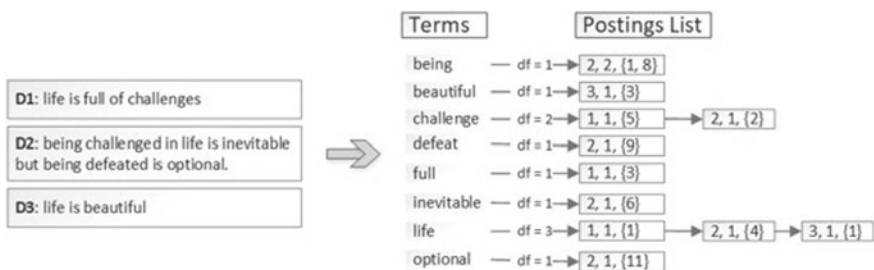 Terms Postings List
being df = 1 2, 2, {1, 8}
D1: life is full of challenges
beautiful df = 1 3, 1, {3}
challenge df = 2 1, 1, {5} 2, 1, {2}
D2: being challenged in life is inevitable
but being defeated is optional.
defeat df = 1 2, 1, {9}
full df = 1 1, 1, {3}
D3: life is beautiful
inevitable df = 1 2, 1, {6}
life df = 3 1, 1, {1} 2, 1, {4} 3, 1, {1}
optional df = 1 2, 1, {11}